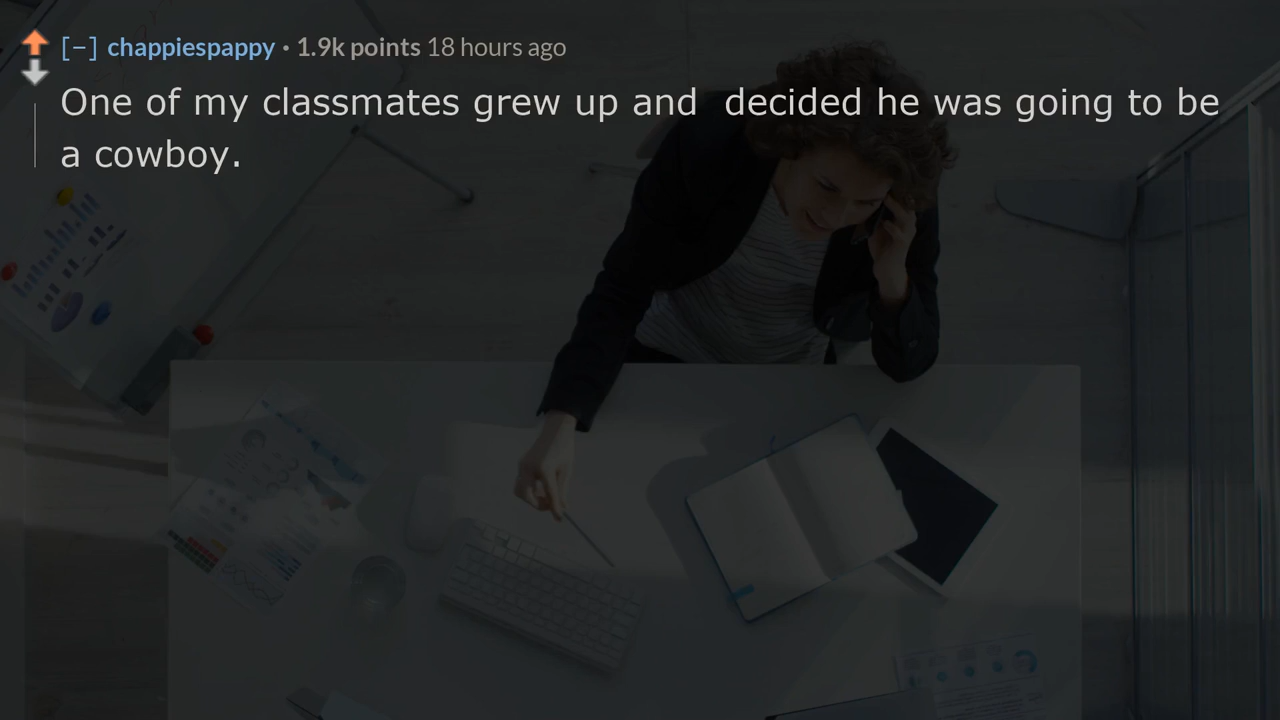 [–] chappiespappy • 1.9k points 18 hours ago
One of my classmates grew up and  decided he was going to be
a cowboy.